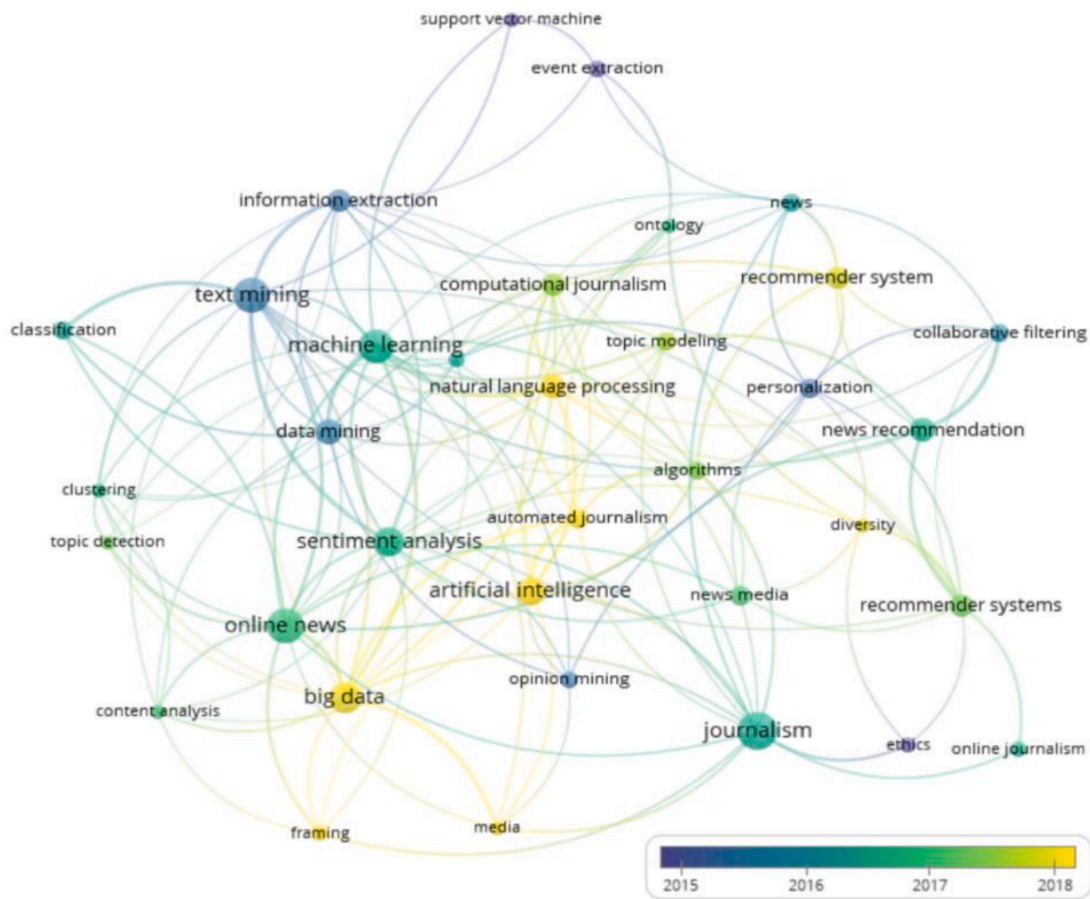 support vector machine
event extraction
information extraction
news
ontology
computational journalism
recommender system
text mining
classification
machine learning
topic modeling
collaborative filtering
natural language processing
personalization
data mining
news recommendation
algorithms
clustering
automated journalism
diversity
topic detection
sentiment analysis
artificial intelligence
news media
recommender systems
online news
opinion mining
big data
content analysis
journalism
ethics
online journalism
framing
media
2015
2016
2017
2018